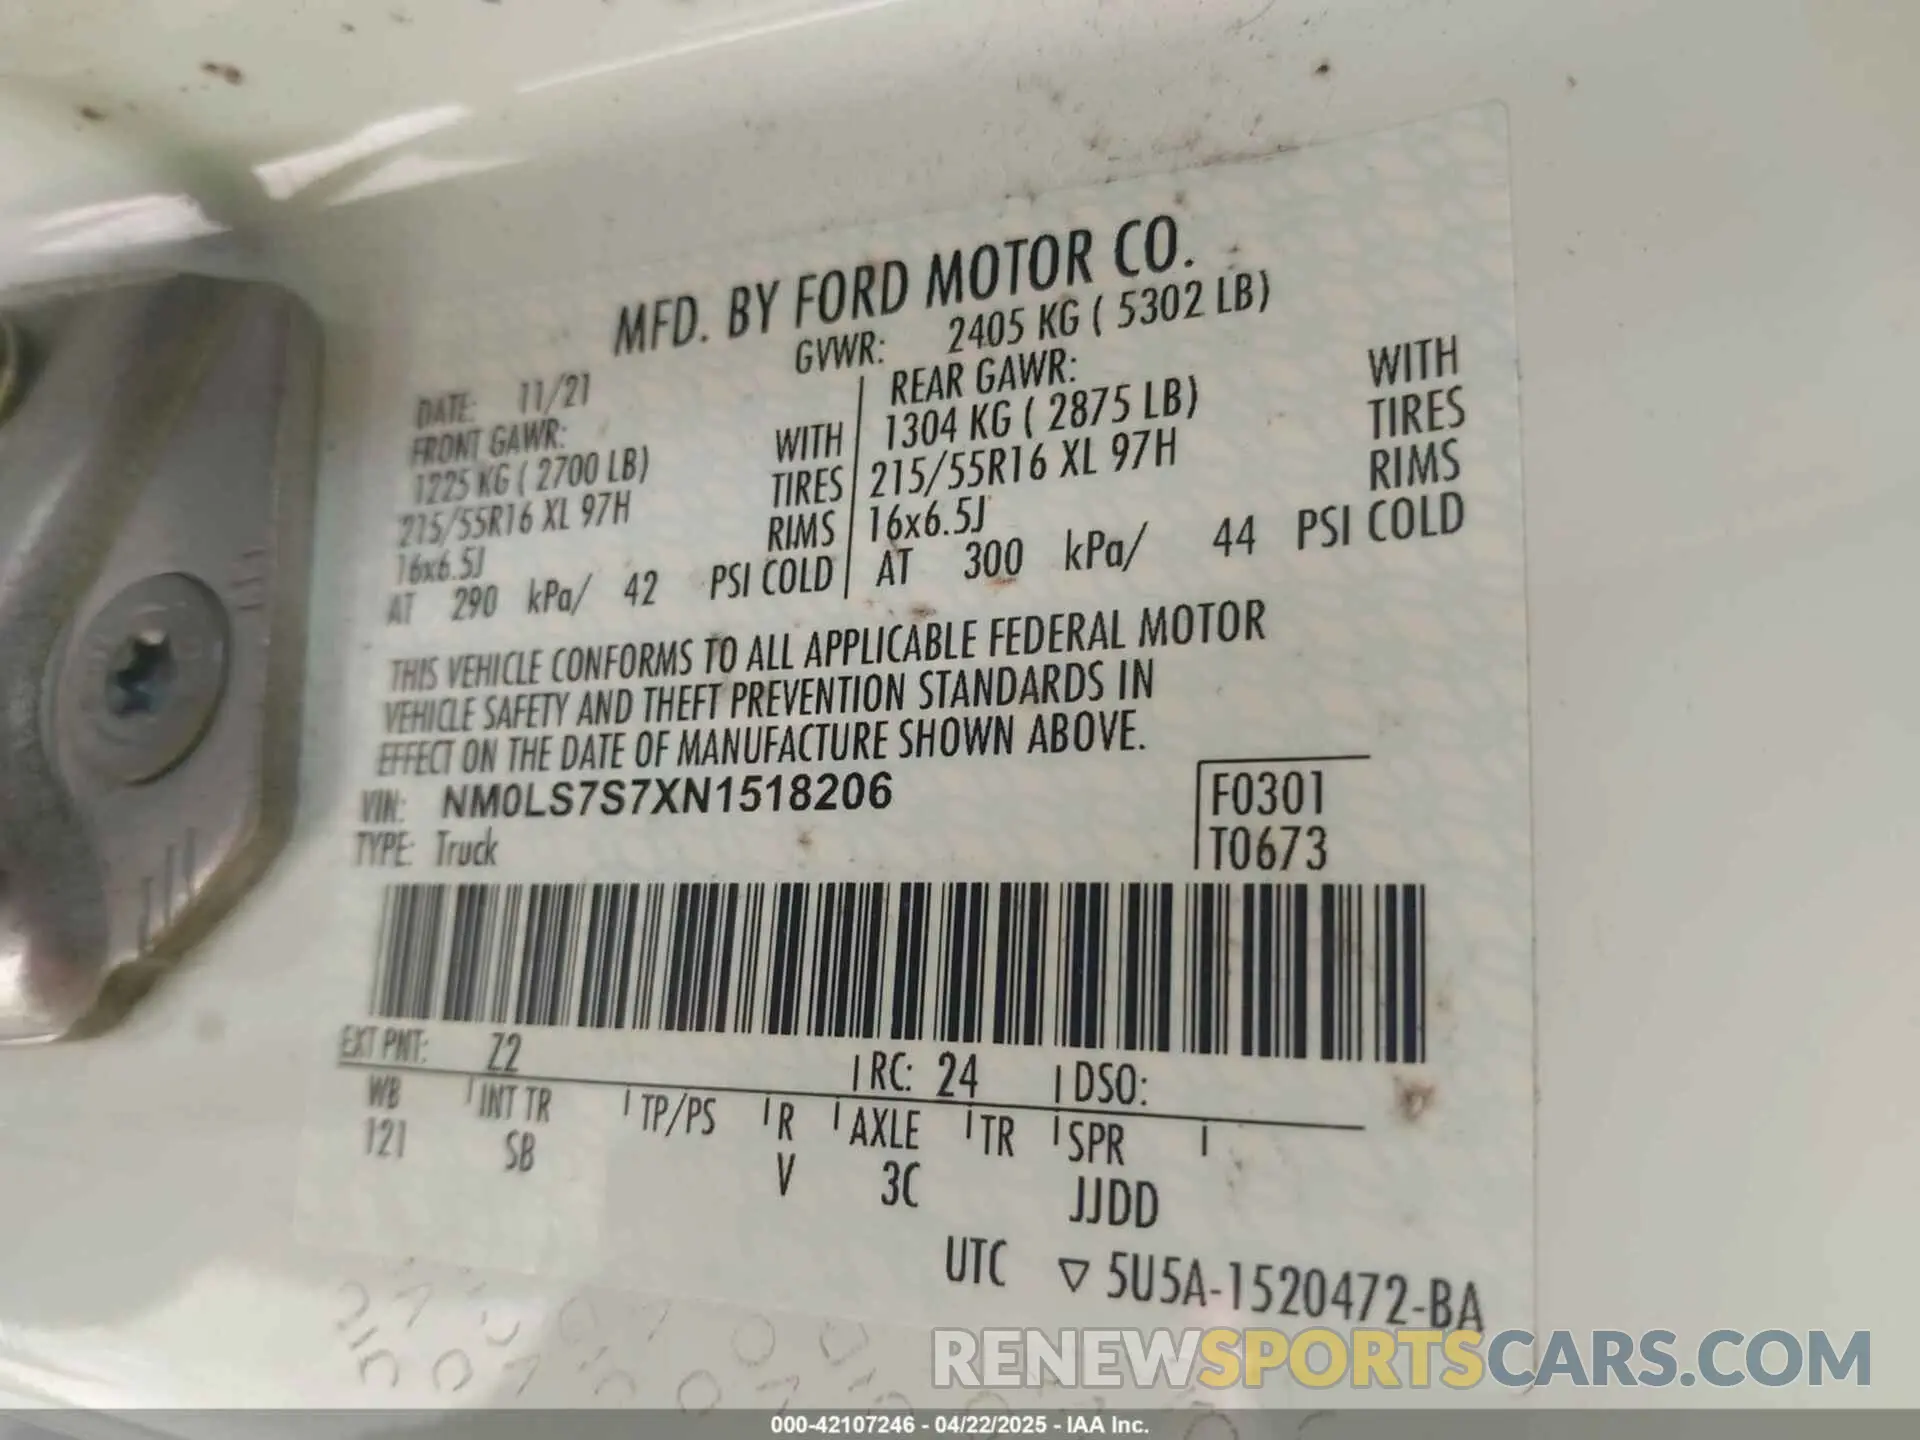 MFD. BY FORD MOTOR CO.
DATE: 11/21 GVWR: 2405 KG ( 5302 LB)
FRONT GAWR: REAR GAWR:
1225 KG ( 2700 LB) WITH 1304 KG ( 2875 LB) WITH
215/55R16 XL 97H TIRES 215/55R16 XL 97H TIRES
16x6.5J RIMS 16x6.5J RIMS
AT 290 kPa/ 42 PSI COLD AT 300 kPa/ 44 PSI COLD
THIS VEHICLE CONFORMS TO ALL APPLICABLE FEDERAL MOTOR
VEHICLE SAFETY AND THEFT PREVENTION STANDARDS IN
EFFECT ON THE DATE OF MANUFACTURE SHOWN ABOVE.
VIN: NM0LS7S7XN1518206 F0301
TYPE: Truck T0673
EXT PNT: Z2 RC: 24 DSO:
WB INT TR TP/PS R AXLE TR SPR
121 SB V 3C JJDD
UTC ▽ 5U5A-1520472-BA
RENEWSPORTSCARS.COM
000-42107246 - 04/22/2025 - IAA Inc.